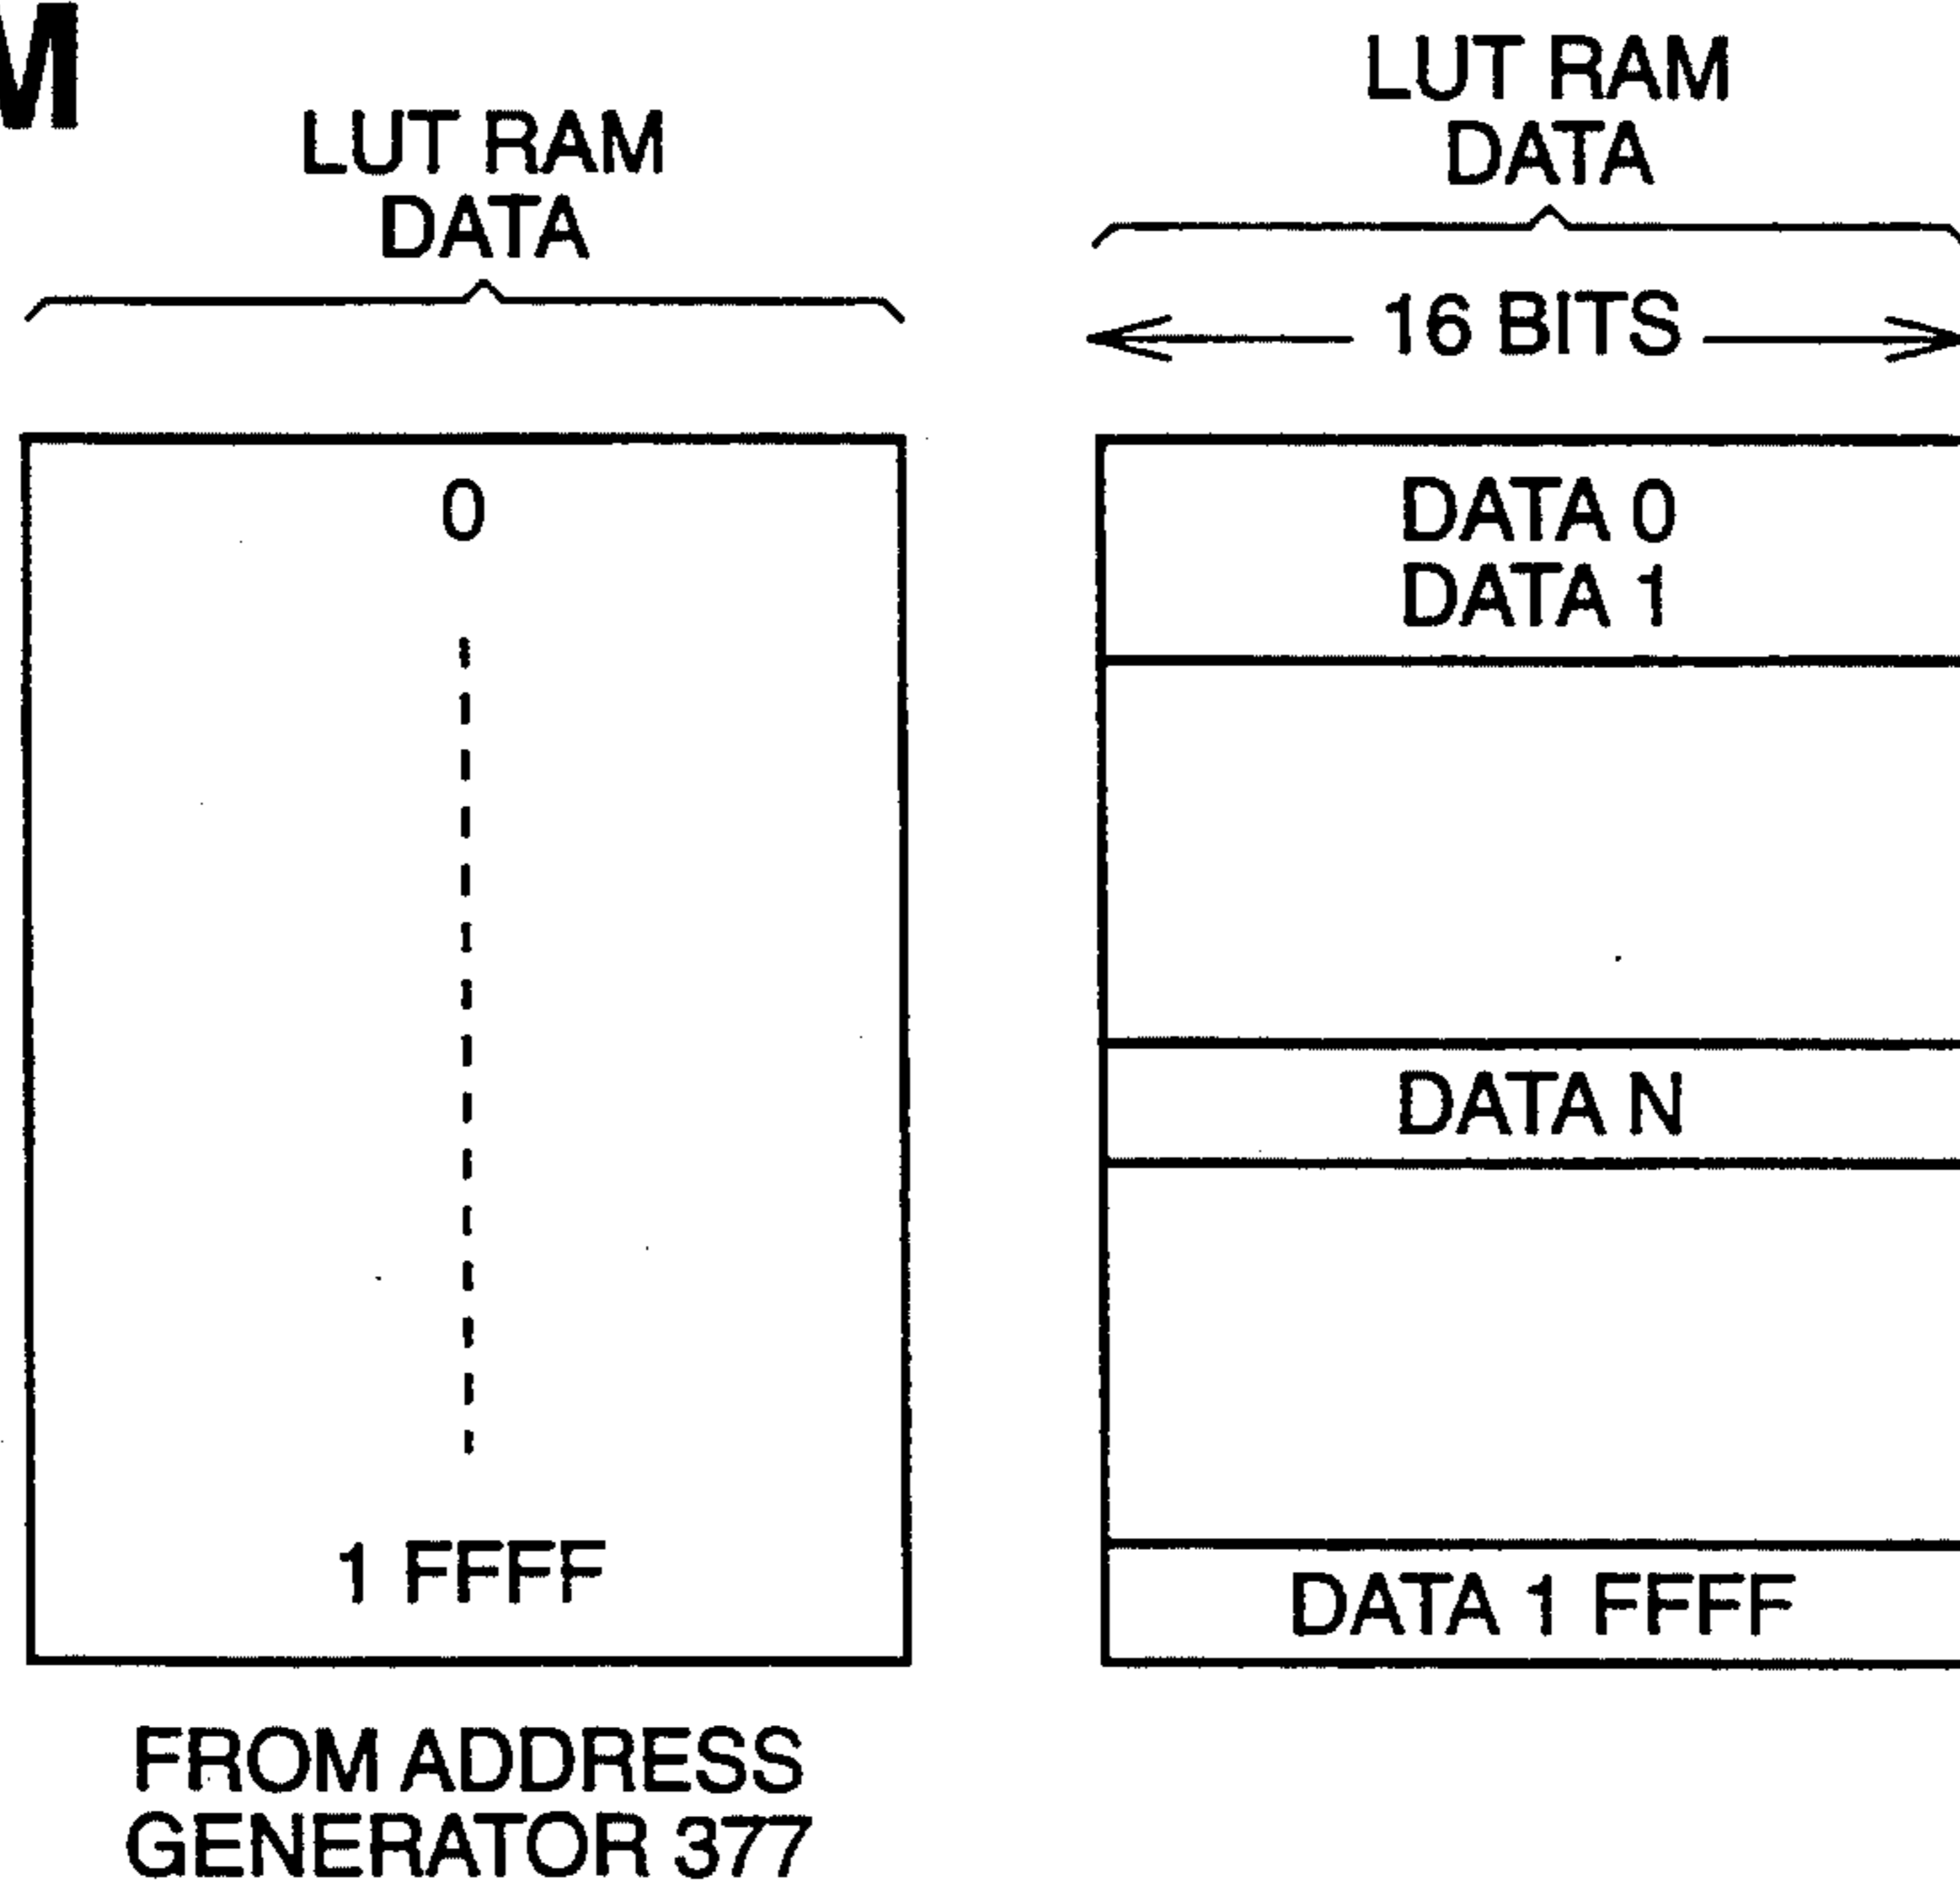 M
LUT RAM
DATA
0
1 FFFF
FROM ADDRESS
GENERATOR 377
LUT RAM
DATA
16 BITS
DATA 0
DATA 1
DATA N
DATA 1 FFFF